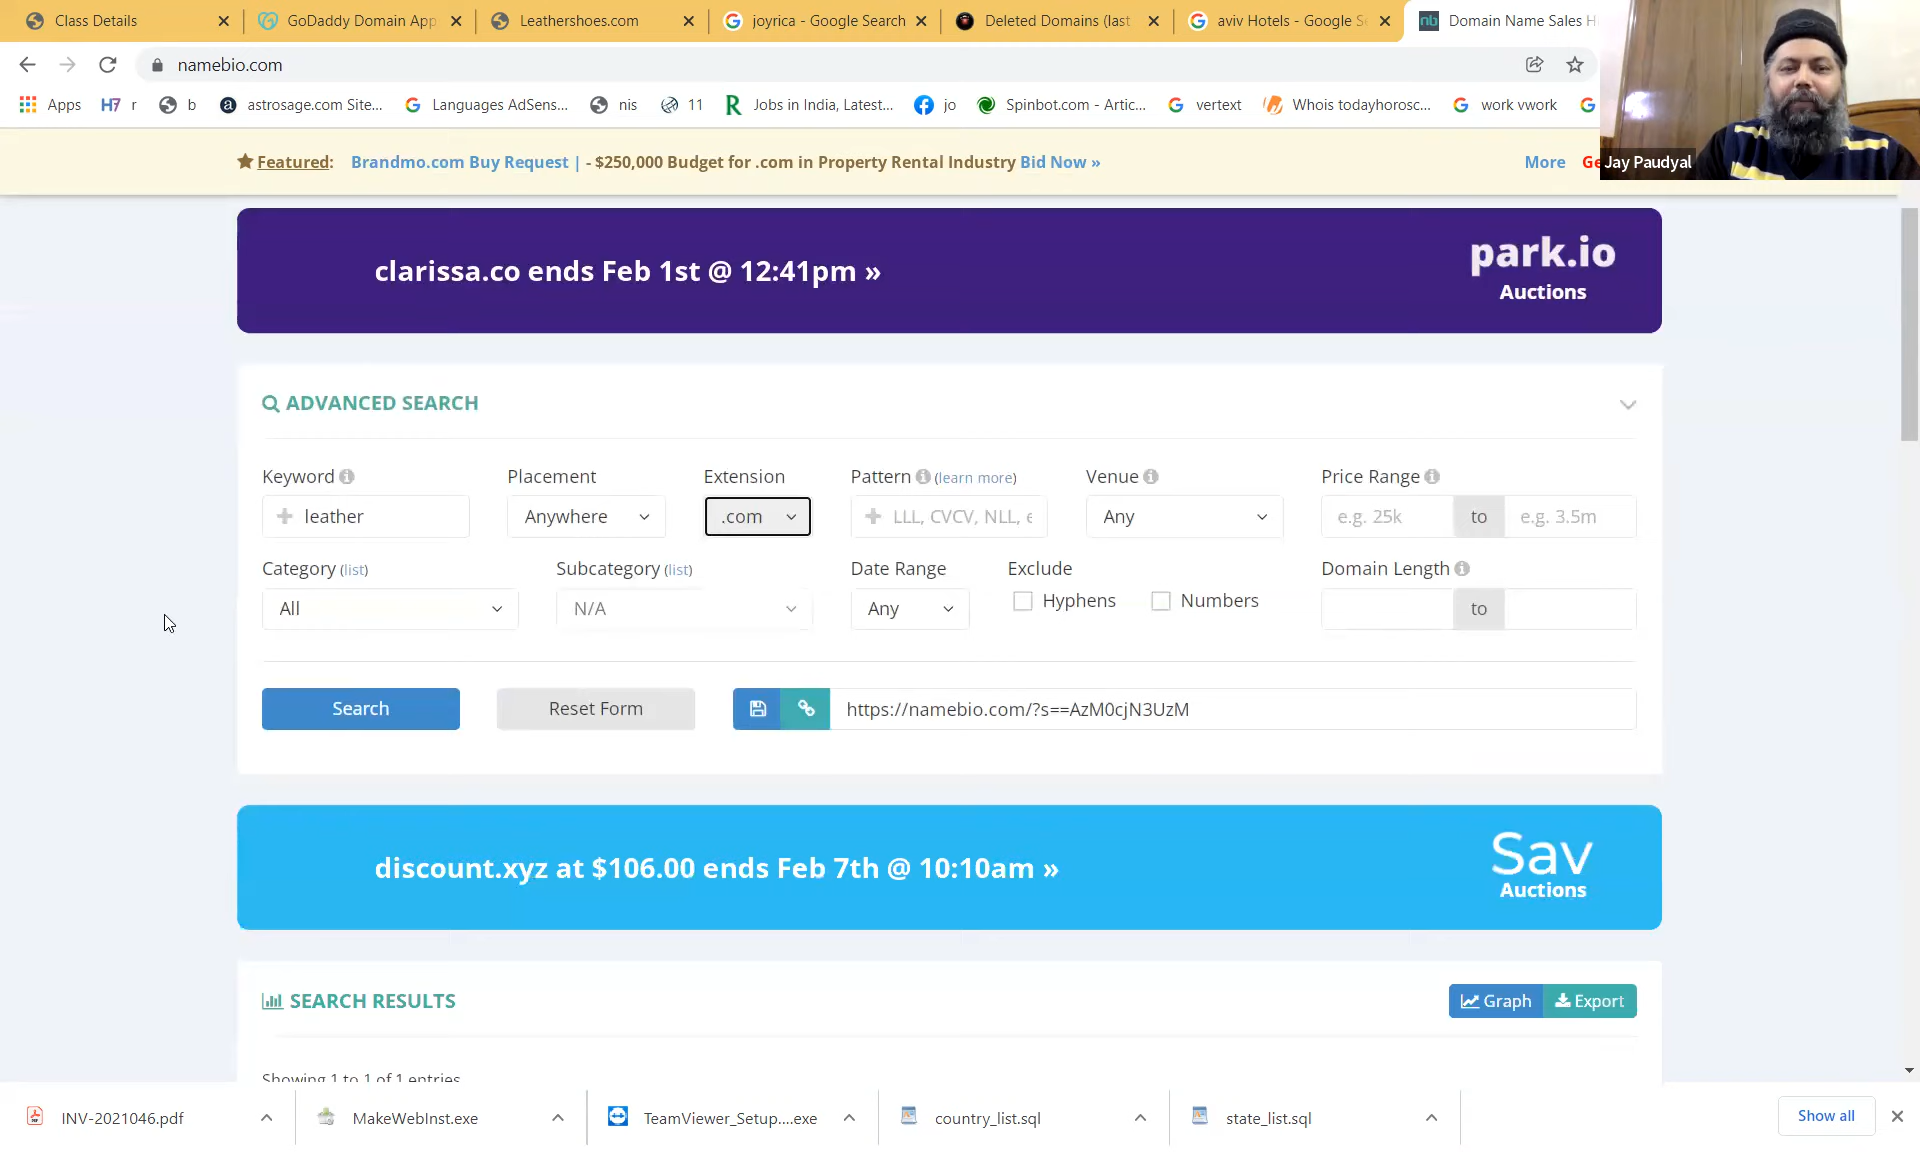 Class Details
GoDaddy Domain App
Leathershoes.com
joyrica - Google Search
Deleted Domains (last
aviv Hotels - Google Se
nb Domain Name Sales H
namebio.com
Apps
H7 r
b
a astrosage.com Site...
Languages AdSens...
nis
11
R Jobs in India, Latest...
jo
Spinbot.com - Artic...
vertext
Whois todayhorosc...
work vwork
Featured: Brandmo.com Buy Request | - $250,000 Budget for .com in Property Rental Industry Bid Now »
More
Jay Paudyal
clarissa.co ends Feb 1st @ 12:41pm »
park.io
Auctions
ADVANCED SEARCH
Keyword Placement Extension Pattern (learn more) Venue Price Range
leather Anywhere .com LLL, CVCV, NLL, e Any e.g. 25k to e.g. 3.5m
Category (list) Subcategory (list) Date Range Exclude Domain Length
All N/A Any Hyphens Numbers to
Search Reset Form https://namebio.com/?s==AzM0cjN3UzM
discount.xyz at $106.00 ends Feb 7th @ 10:10am »
Sav
Auctions
SEARCH RESULTS
Graph Export
Showing 1 to 1 of 1 entries
INV-2021046.pdf
MakeWebInst.exe
TeamViewer_Setup....exe
country_list.sql
state_list.sql
Show all